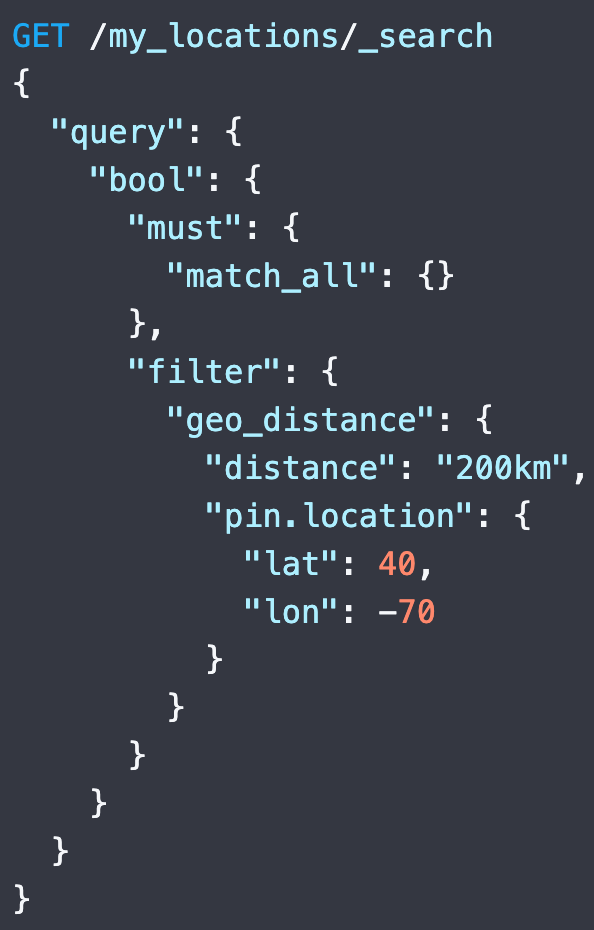 GET /my_locations/_search
{
  "query": {
    "bool": {
      "must": {
        "match_all": {}
      },
      "filter": {
        "geo_distance": {
          "distance": "200km",
          "pin.location": {
            "lat": 40,
            "lon": -70
          }
        }
      }
    }
  }
}